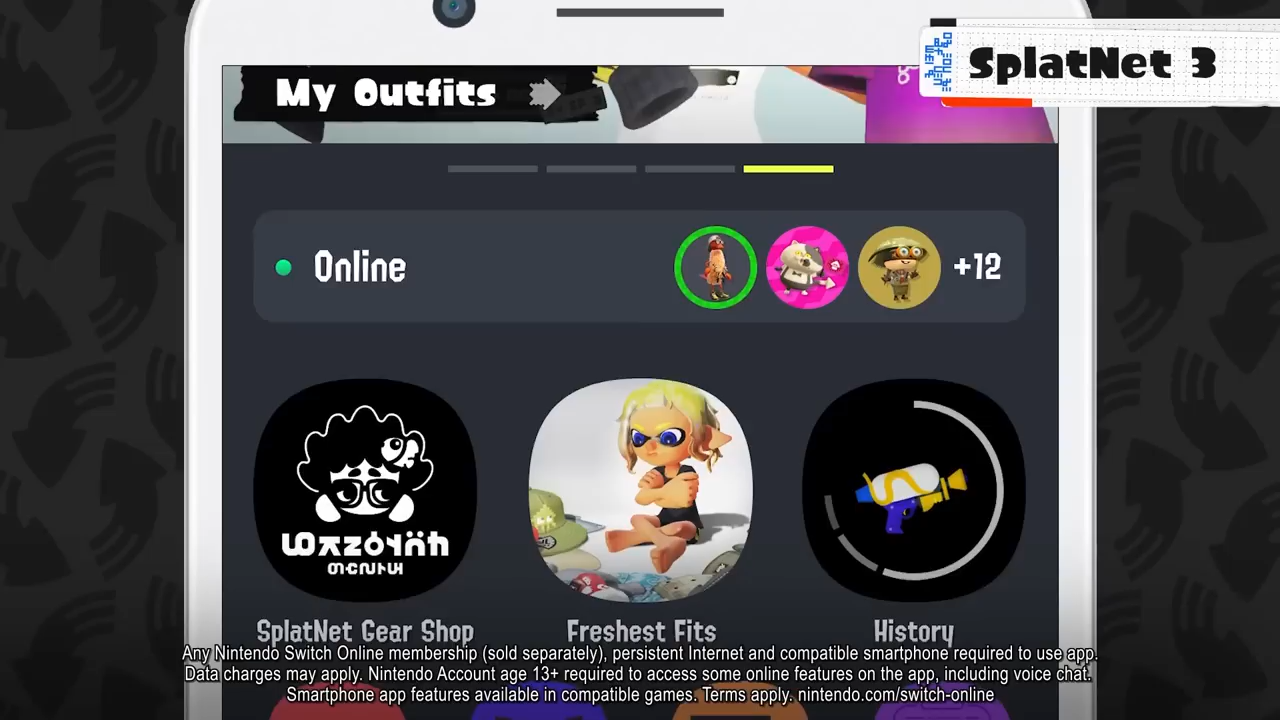 SplatNet 3
My Outfits
Online
+12
SplatNet Gear Shop
Freshest Fits
History
Any Nintendo Switch Online membership (sold separately), persistent Internet and compatible smartphone required to use app.
Data charges may apply. Nintendo Account age 13+ required to access some online features on the app, including voice chat.
Smartphone app features available in compatible games. Terms apply. nintendo.com/switch-online